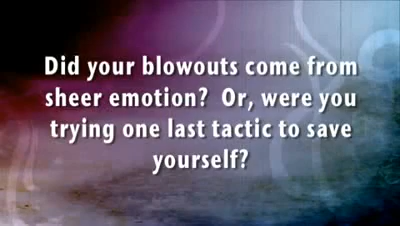 Did your blowouts come from
sheer emotion?  Or, were you
trying one last tactic to save
yourself?